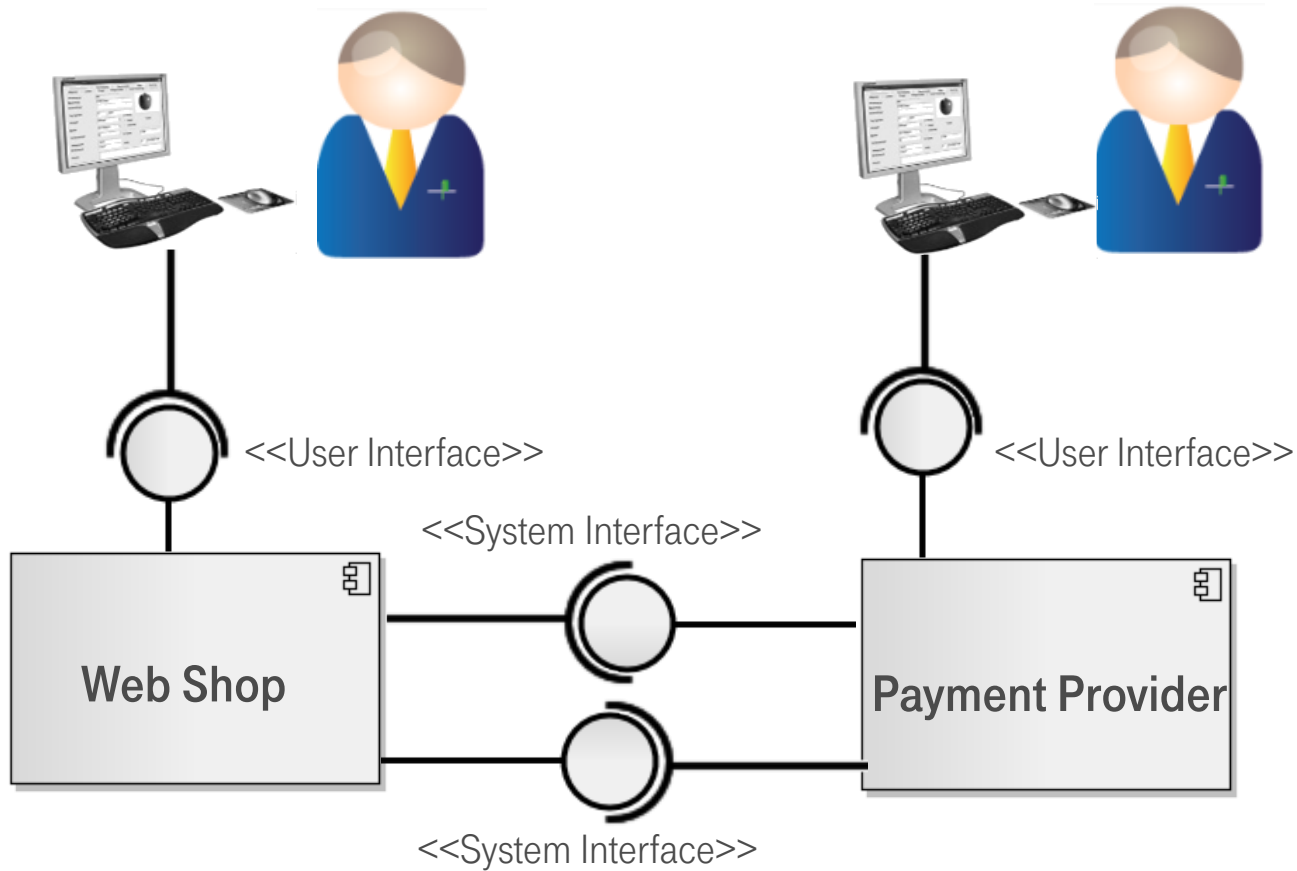 <<User Interface>>
<<User Interface>>
<<System Interface>>
Web Shop
Payment Provider
<<System Interface>>